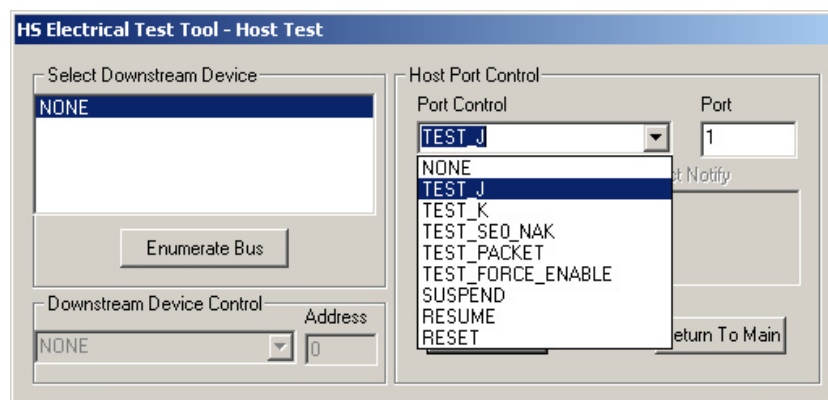 HS Electrical Test Tool - Host Test
Select Downstream Device
NONE
Enumerate Bus
Downstream Device Control
Address
NONE
0
Host Port Control
Port Control
Port
TEST_J
1
NONE
TEST_J
TEST_K
TEST_SE0_NAK
TEST_PACKET
TEST_FORCE_ENABLE
SUSPEND
RESUME
RESET
Notify
eturn To Main